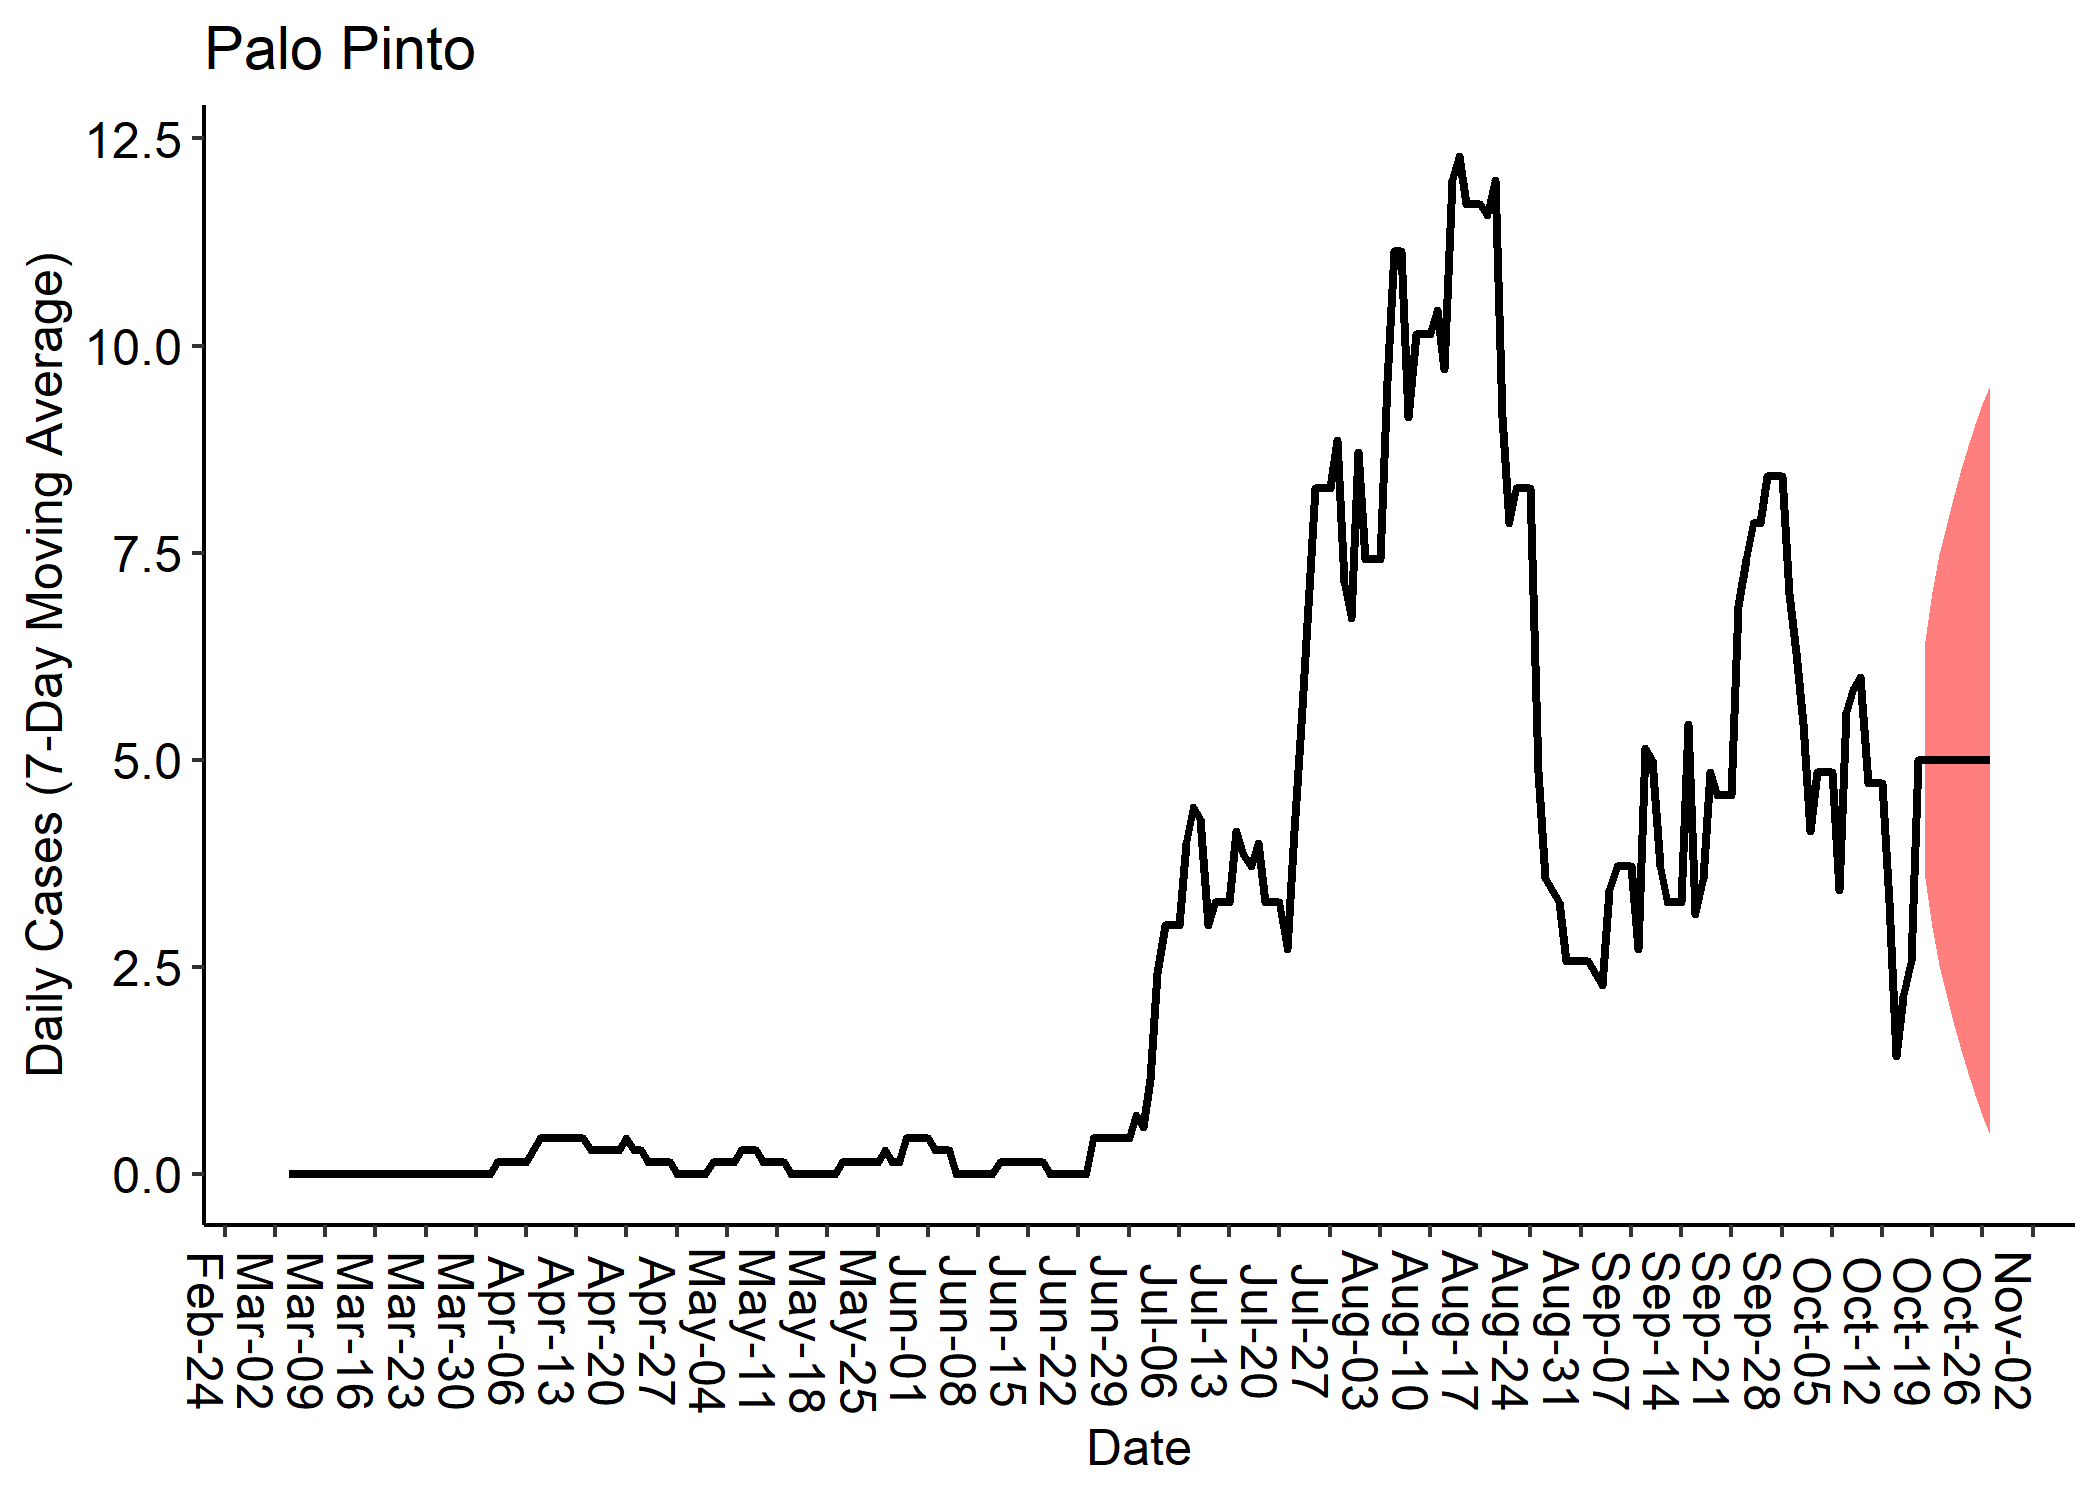 Palo Pinto
Daily Cases (7-Day Moving Average)
12.5
10.0
7.5
5.0
2.5
0.0
Feb-24
Mar-02
Mar-09
Mar-16
Mar-23
Mar-30
Apr-06
Apr-13
Apr-20
Apr-27
May-04
May-11
May-18
May-25
Jun-01
Jun-08
Jun-15
Jun-22
Jun-29
Jul-06
Jul-13
Jul-20
Jul-27
Aug-03
Aug-10
Aug-17
Aug-24
Aug-31
Sep-07
Sep-14
Sep-21
Sep-28
Oct-05
Oct-12
Oct-19
Oct-26
Nov-02
Date